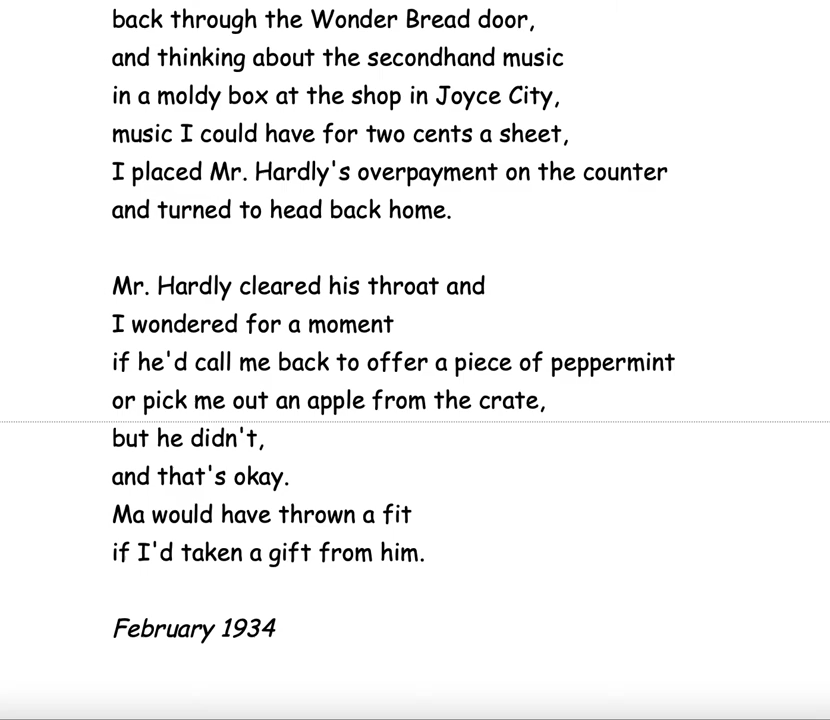 back through the Wonder Bread door,
and thinking about the secondhand music
in a moldy box at the shop in Joyce City,
music I could have for two cents a sheet,
I placed Mr. Hardly's overpayment on the counter
and turned to head back home.
Mr. Hardly cleared his throat and
I wondered for a moment
if he'd call me back to offer a piece of peppermint
or pick me out an apple from the crate,
but he didn't,
and that's okay.
Ma would have thrown a fit
if I'd taken a gift from him.
February 1934